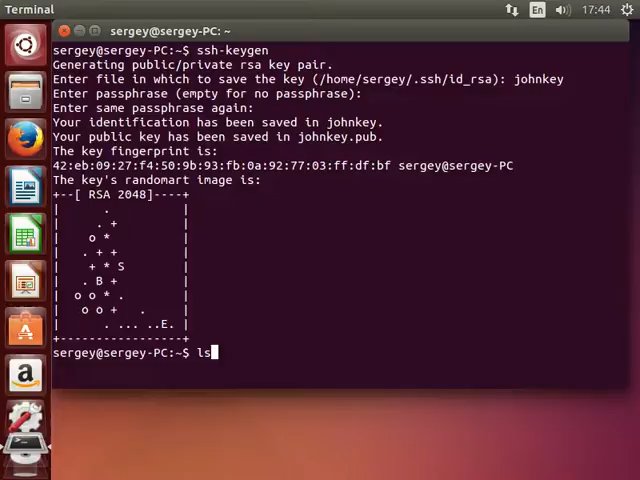 Terminal
En
17:44
sergey@sergey-PC: ~
sergey@sergey-PC:~$ ssh-keygen
Generating public/private rsa key pair.
Enter file in which to save the key (/home/sergey/.ssh/id_rsa): johnkey
Enter passphrase (empty for no passphrase):
Enter same passphrase again:
Your identification has been saved in johnkey.
Your public key has been saved in johnkey.pub.
The key fingerprint is:
42:eb:09:27:f4:50:9b:93:fb:0a:92:77:03:ff:df:bf sergey@sergey-PC
The key's randomart image is:
+--[ RSA 2048]----+
|      .          |
|     . +         |
|    o *          |
|   . + +         |
|    + * S        |
|   . B +         |
|  o o * .        |
|   o o +   .     |
|      . ... ..E. |
+-----------------+
sergey@sergey-PC:~$ ls